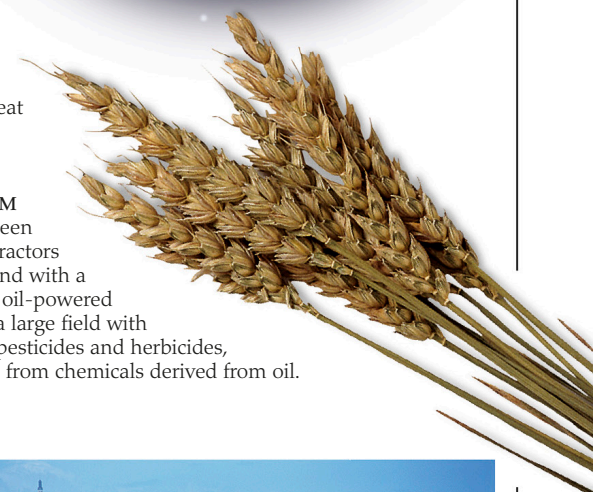 eat
M
een
ractors
nd with a
oil-powered
a large field with
pesticides and herbicides,
from chemicals derived from oil.